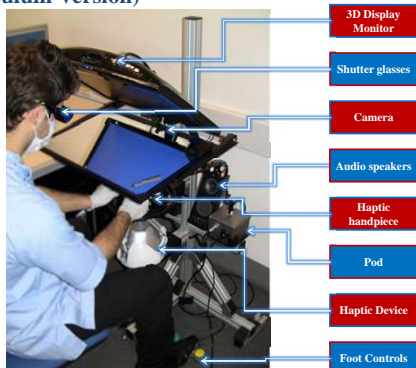 3D Display
Monitor
Shutter glasses
Camera
Audio speakers
Haptic
handpiece
Pod
Haptic Device
Foot Controls